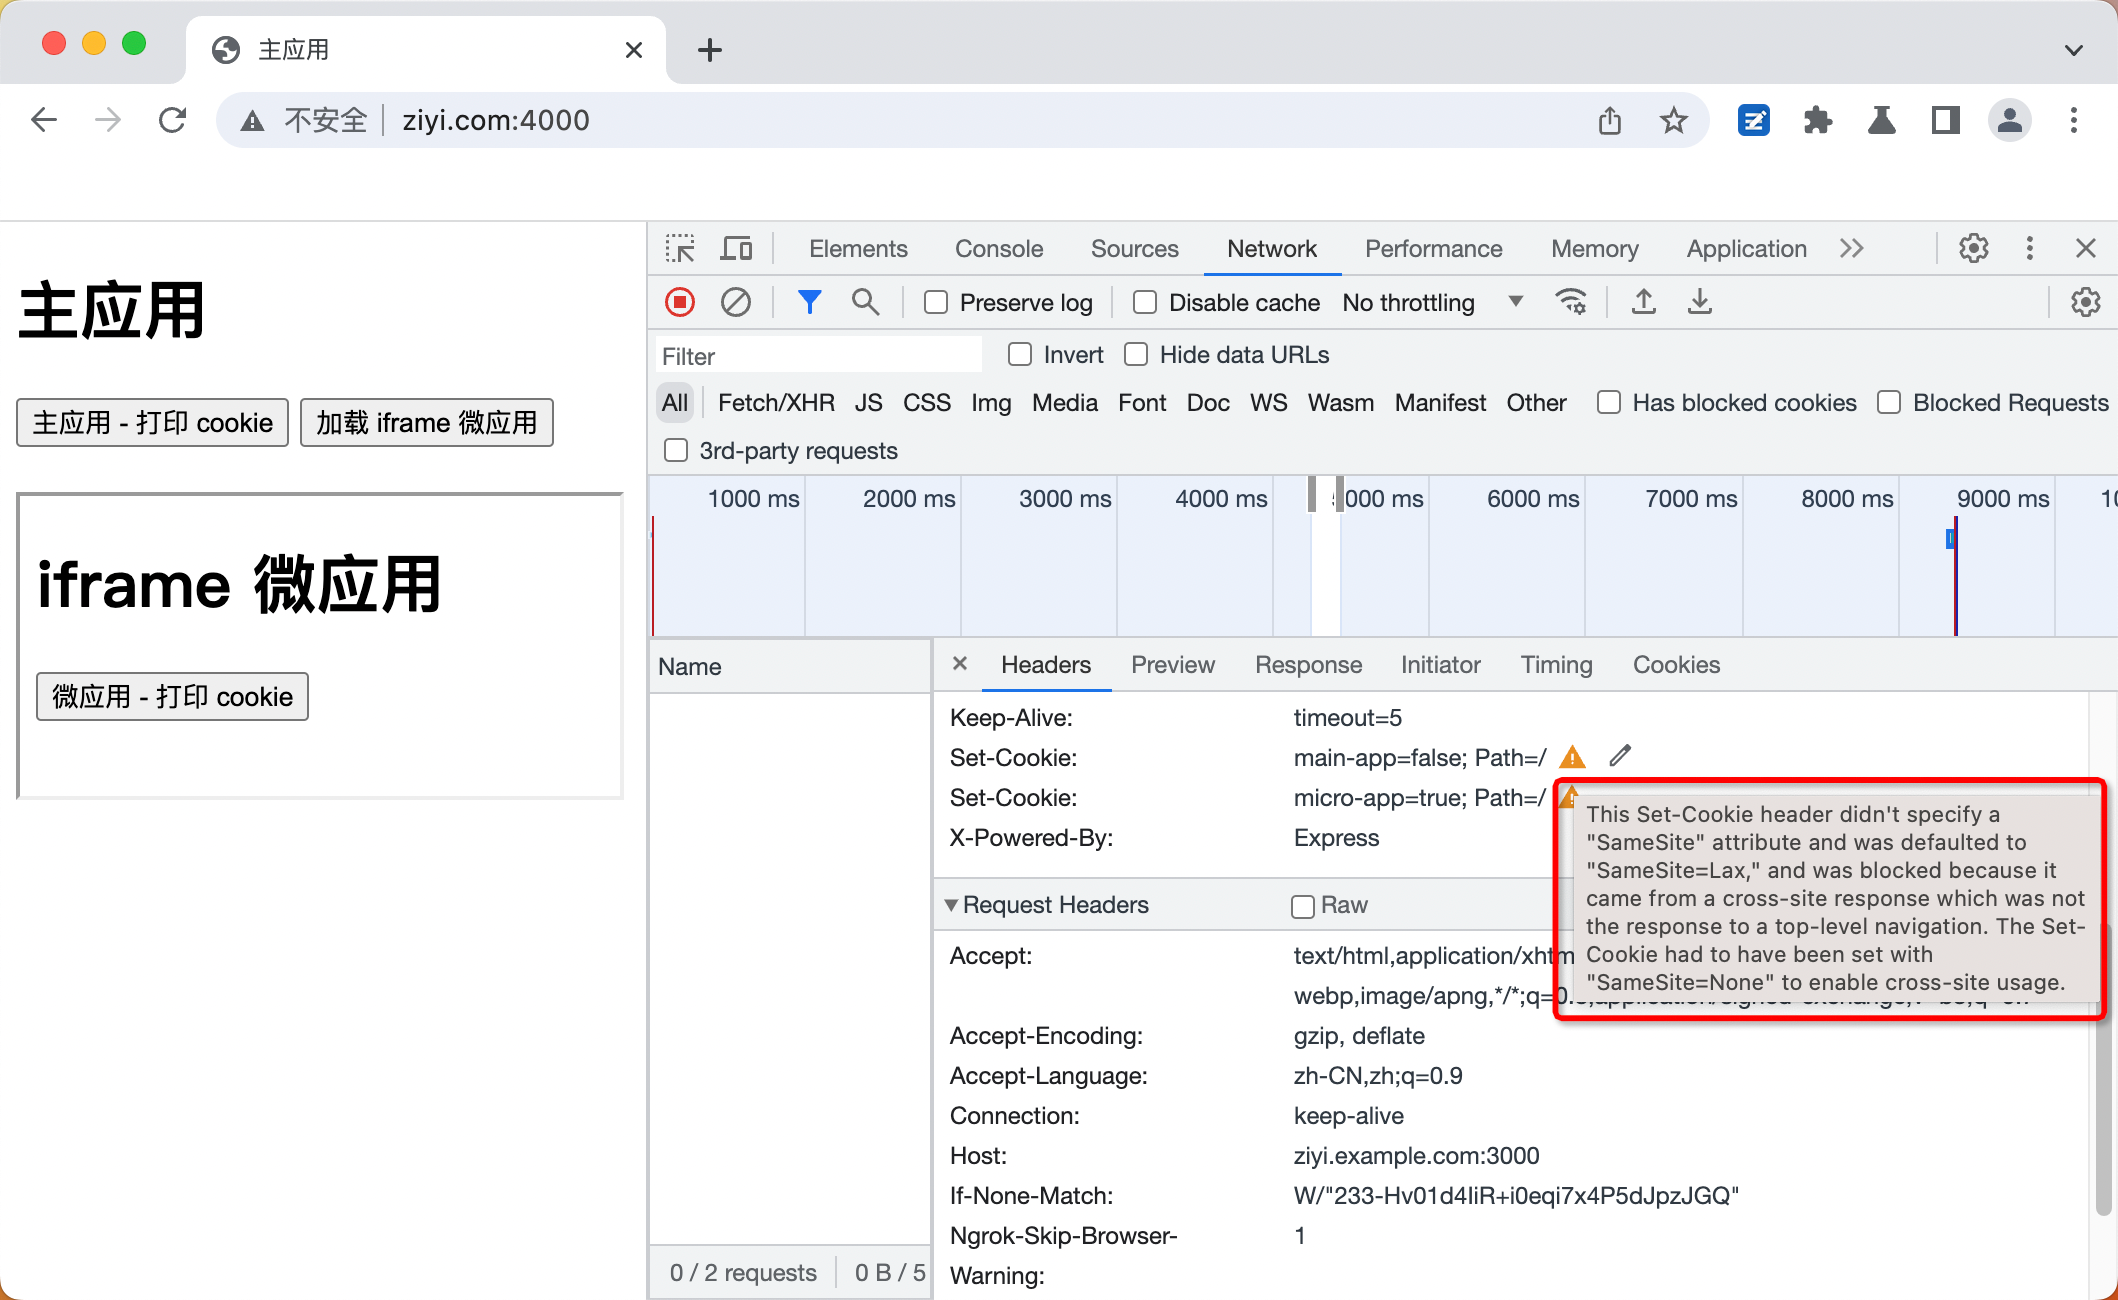 主应用
不安全 ziyi.com:4000
主应用
主应用 - 打印 cookie 加载 iframe 微应用
iframe 微应用
微应用 - 打印 cookie
Elements Console Sources Network Performance Memory Application
Preserve log Disable cache No throttling
Filter Invert Hide data URLs
All Fetch/XHR JS CSS Img Media Font Doc WS Wasm Manifest Other Has blocked cookies Blocked Requests
3rd-party requests
1000 ms 2000 ms 3000 ms 4000 ms 000 ms 6000 ms 7000 ms 8000 ms 9000 ms
Name
Headers Preview Response Initiator Timing Cookies
Keep-Alive: timeout=5
Set-Cookie: main-app=false; Path=/
Set-Cookie: micro-app=true; Path=/
X-Powered-By: Express
This Set-Cookie header didn't specify a
"SameSite" attribute and was defaulted to
"SameSite=Lax," and was blocked because it
came from a cross-site response which was not
the response to a top-level navigation. The Set-
Cookie had to have been set with
"SameSite=None" to enable cross-site usage.
Request Headers Raw
Accept: text/html,application/xhtm
webp,image/apng,*/*;q=0.
Accept-Encoding: gzip, deflate
Accept-Language: zh-CN,zh;q=0.9
Connection: keep-alive
Host: ziyi.example.com:3000
If-None-Match: W/"233-Hv01d4liR+i0eqi7x4P5dJpzJGQ"
Ngrok-Skip-Browser- 1
Warning:
0 / 2 requests 0 B / 5